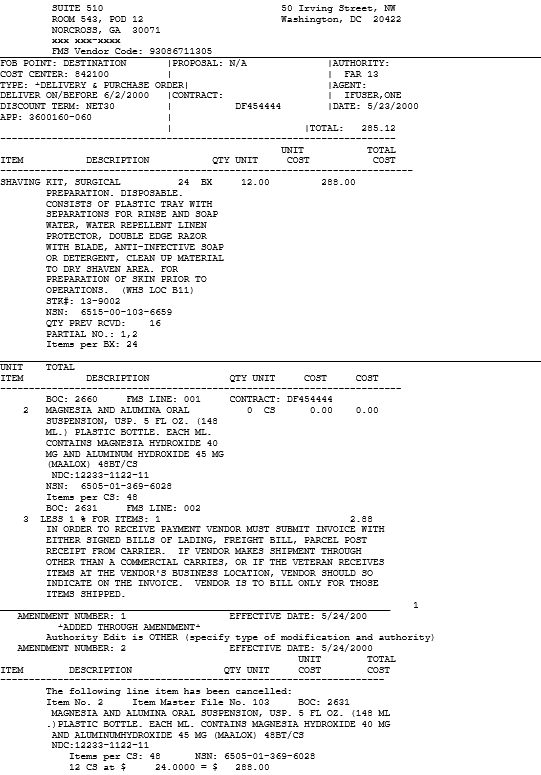 SUITE 510 50 Irving Street, NW
ROOM 543, POD 12 Washington, DC 20422
NORCROSS, GA 30071
xxx xxx-xxxx
FMS Vendor Code: 93086711305
FOB POINT: DESTINATION |PROPOSAL: N/A |AUTHORITY:
COST CENTER: 842100 | | FAR 13
TYPE: *DELIVERY & PURCHASE ORDER| |AGENT:
DELIVER ON/BEFORE 6/2/2000 |CONTRACT: | IFUSER,ONE
DISCOUNT TERM: NET30 | DF454444 |DATE: 5/23/2000
APP: 3600160-060 |
| |TOTAL: 285.12
UNIT TOTAL
ITEM DESCRIPTION QTY UNIT COST COST
SHAVING KIT, SURGICAL 24 BX 12.00 288.00
PREPARATION. DISPOSABLE.
CONSISTS OF PLASTIC TRAY WITH
SEPARATIONS FOR RINSE AND SOAP
WATER, WATER REPELLENT LINEN
PROTECTOR, DOUBLE EDGE RAZOR
WITH BLADE, ANTI-INFECTIVE SOAP
OR DETERGENT, CLEAN UP MATERIAL
TO DRY SHAVEN AREA. FOR
PREPARATION OF SKIN PRIOR TO
OPERATIONS. (WHS LOC B11)
STK#: 13-9002
NSN: 6515-00-103-6659
QTY PREV RCVD: 16
PARTIAL NO.: 1,2
Items per BX: 24
UNIT TOTAL
ITEM DESCRIPTION QTY UNIT COST COST
BOC: 2660 FMS LINE: 001 CONTRACT: DF454444
2 MAGNESIA AND ALUMINA ORAL 0 CS 0.00 0.00
SUSPENSION, USP. 5 FL OZ. (148
ML.) PLASTIC BOTTLE. EACH ML.
CONTAINS MAGNESIA HYDROXIDE 40
MG AND ALUMINUM HYDROXIDE 45 MG
(MAALOX) 48BT/CS
NDC:12233-1122-11
NSN: 6505-01-369-6028
Items per CS: 48
BOC: 2631 FMS LINE: 002
3 LESS 1 % FOR ITEMS: 1 2.88
IN ORDER TO RECEIVE PAYMENT VENDOR MUST SUBMIT INVOICE WITH
EITHER SIGNED BILLS OF LADING, FREIGHT BILL, PARCEL POST
RECEIPT FROM CARRIER. IF VENDOR MAKES SHIPMENT THROUGH
OTHER THAN A COMMERCIAL CARRIES, OR IF THE VETERAN RECEIVES
ITEMS AT THE VENDOR'S BUSINESS LOCATION, VENDOR SHOULD SO
INDICATE ON THE INVOICE. VENDOR IS TO BILL ONLY FOR THOSE
ITEMS SHIPPED.
1
AMENDMENT NUMBER: 1 EFFECTIVE DATE: 5/24/200
*ADDED THROUGH AMENDMENT*
Authority Edit is OTHER (specify type of modification and authority)
AMENDMENT NUMBER: 2 EFFECTIVE DATE: 5/24/2000
UNIT TOTAL
ITEM DESCRIPTION QTY UNIT COST COST
The following line item has been cancelled:
Item No. 2 Item Master File No. 103 BOC: 2631
MAGNESIA AND ALUMINA ORAL SUSPENSION, USP. 5 FL OZ. (148 ML
.)PLASTIC BOTTLE. EACH ML. CONTAINS MAGNESIA HYDROXIDE 40 MG
AND ALUMINUMHYDROXIDE 45 MG (MAALOX) 48BT/CS
NDC:12233-1122-11
Items per CS: 48 NSN: 6505-01-369-6028
12 CS at $ 24.0000 = $ 288.00